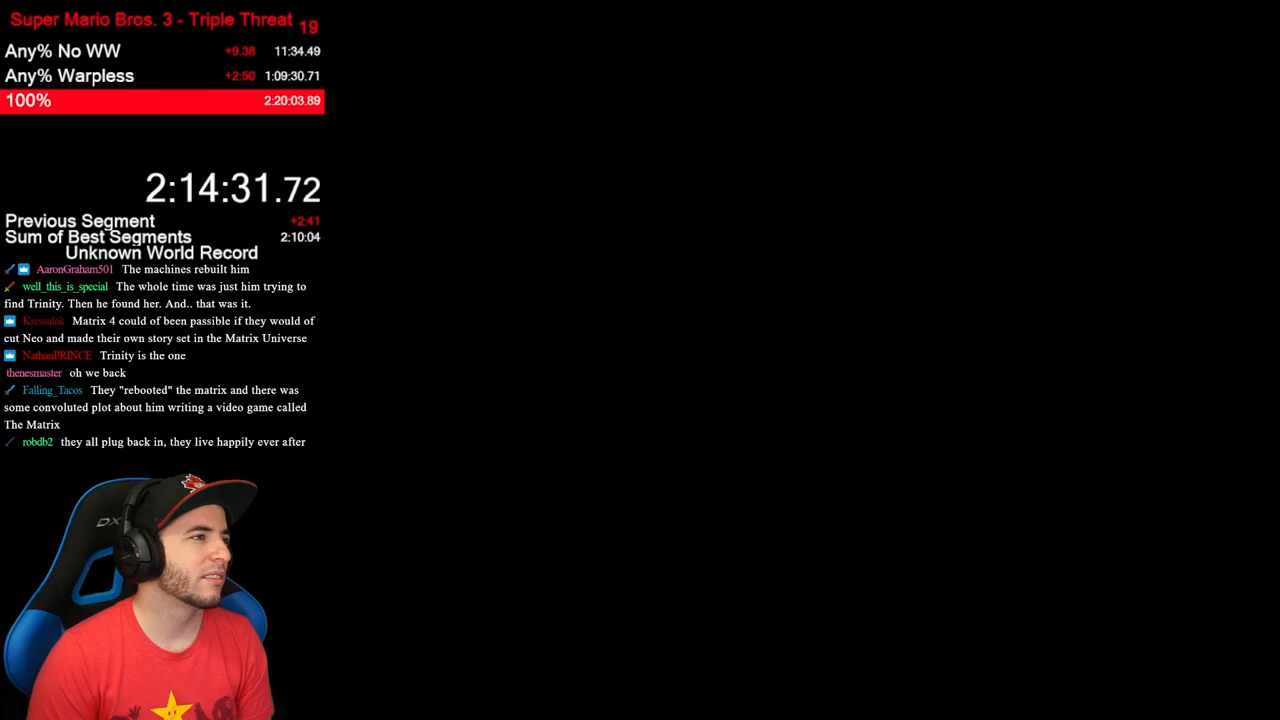 Super Mario Bros. 3 - Triple Threat 19
Any% No WW +9.38 11:34.49
Any% Warpless +2:50 1:09:30.71
100% 2:20:03.89
2:14:31.72
Previous Segment +2:41
Sum of Best Segments 2:10:04
Unknown World Record
AaronGraham501 The machines rebuilt him
well_this_is_special The whole time was just him trying to
find Trinity. Then he found her. And.. that was it.
Kressalak Matrix 4 could of been passible if they would of
cut Neo and made their own story set in the Matrix Universe
NathanPRINCE Trinity is the one
thenesmaster oh we back
Falling_Tacos They "rebooted" the matrix and there was
some convoluted plot about him writing a video game called
The Matrix
robdb2 they all plug back in, they live happily ever after
DX